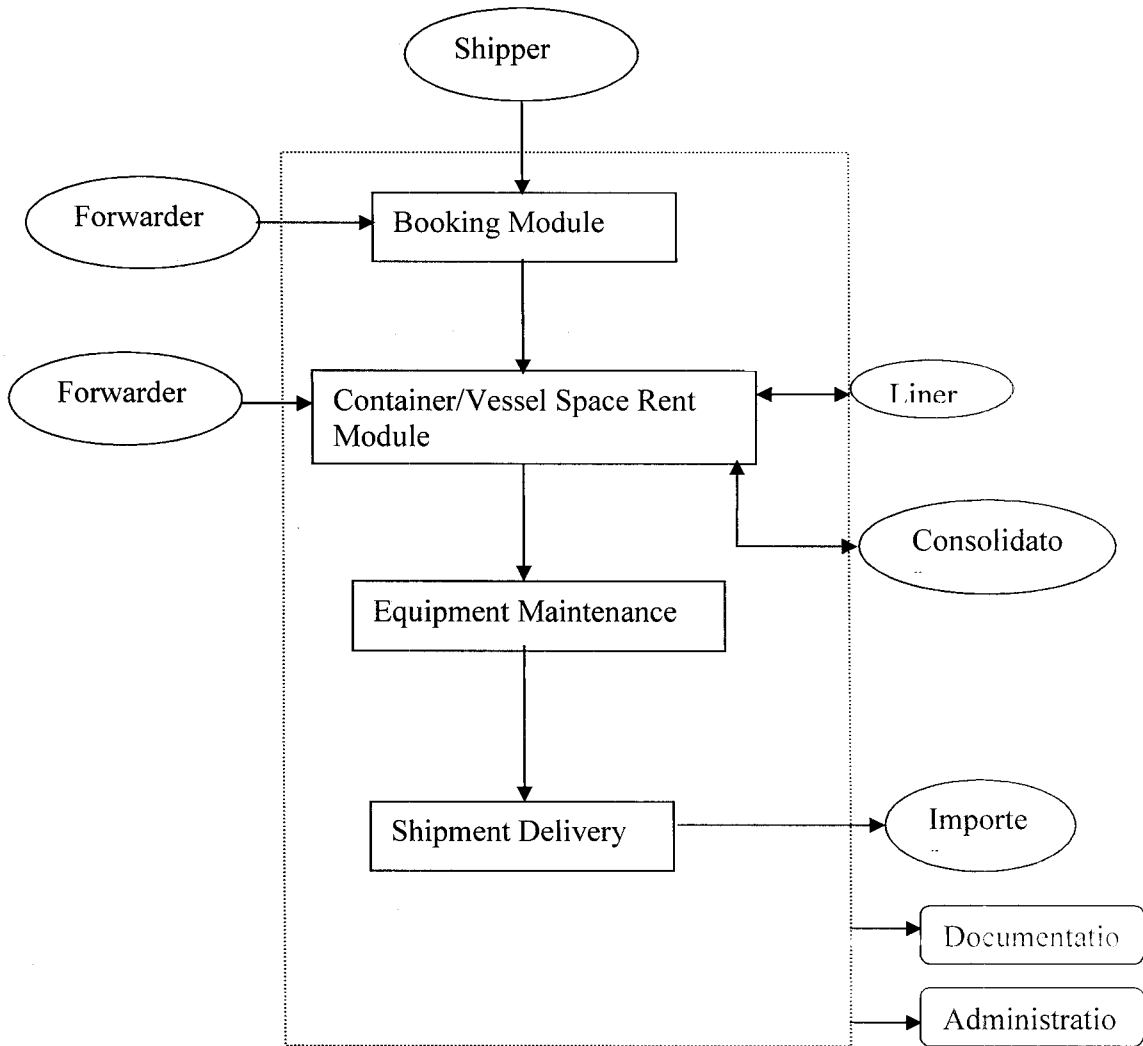 Shipper
Forwarder
Booking Module
Forwarder
Container/Vessel Space Rent
Module
Liner
Consolidato
Equipment Maintenance
Shipment Delivery
Importe
Documentatio
Administratio